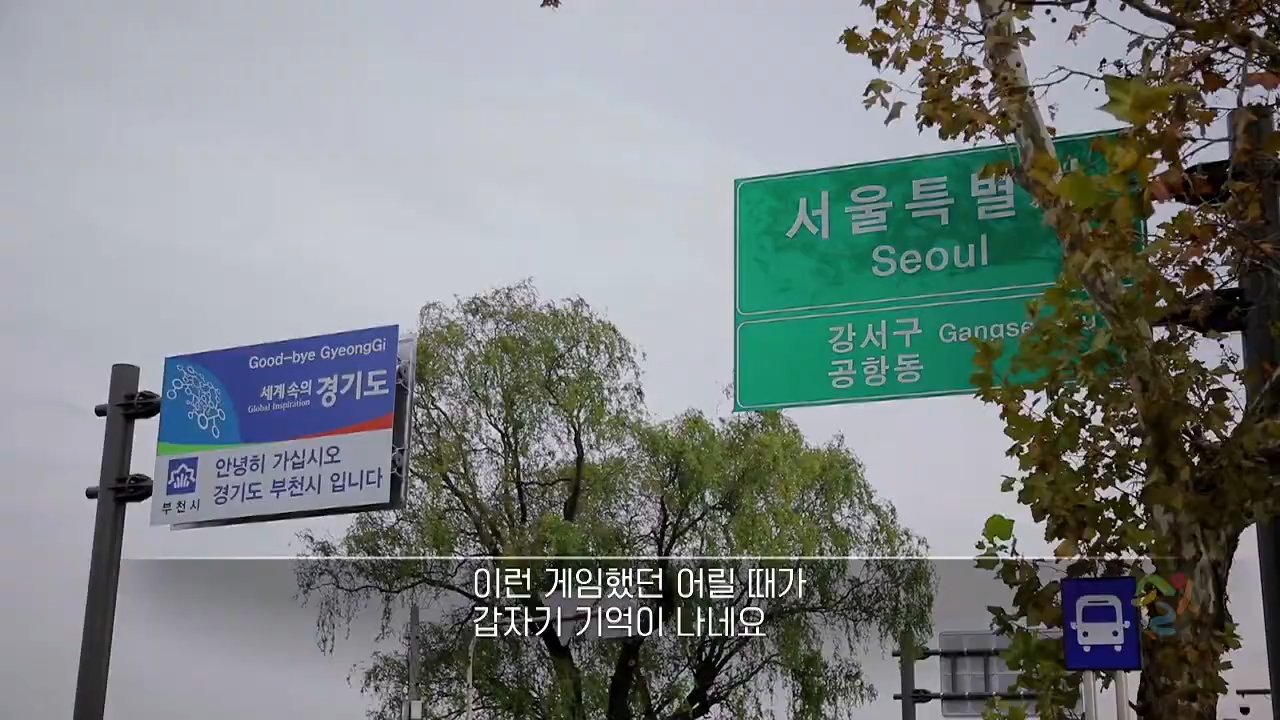 Good-bye GyeongGi
세계 속의 경기도
Global Inspiration
안녕히 가십시오
경기도 부천시 입니다
부천시
서울특별
Seoul
강서구
공항동
이런 게임했던 어릴 때가
갑자기 기억이 나네요